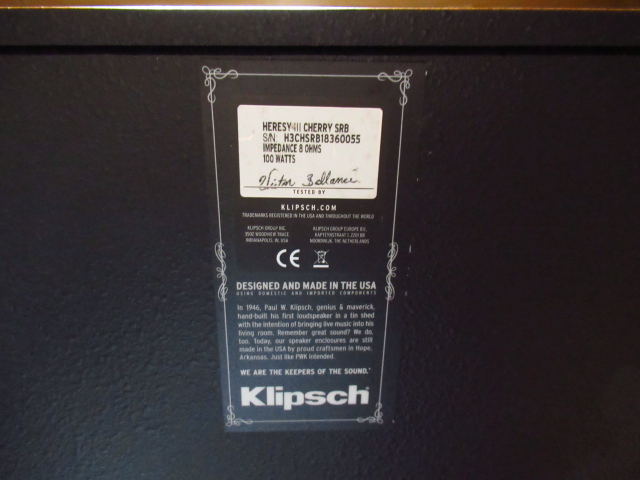 HERESY III CHERRY SRB
S/N: H3CHSRB18360055
IMPEDANCE 8 OHMS
100 WATTS
TESTED BY
KLIPSCH.COM
TRADEMARKS REGISTERED IN THE USA AND THROUGHOUT THE WORLD
KLIPSCH GROUP INC.
3502 WOODVIEW TRACE
INDIANAPOLIS, IN. USA
KLIPSCH GROUP EUROPE B.V.
NOORDWIJK, THE NETHERLANDS
CE
DESIGNED AND MADE IN THE USA
USING DOMESTIC AND IMPORTED COMPONENTS
In 1946, Paul W. Klipsch, genius & maverick,
hand-built his first loudspeaker in a tin shed
with the intention of bringing live music into his
living room. Remember great sound? We do,
too. Today, our speaker enclosures are still
made in the USA by proud craftsmen in Hope,
Arkansas. Just like PWK intended.
WE ARE THE KEEPERS OF THE SOUND.
Klipsch